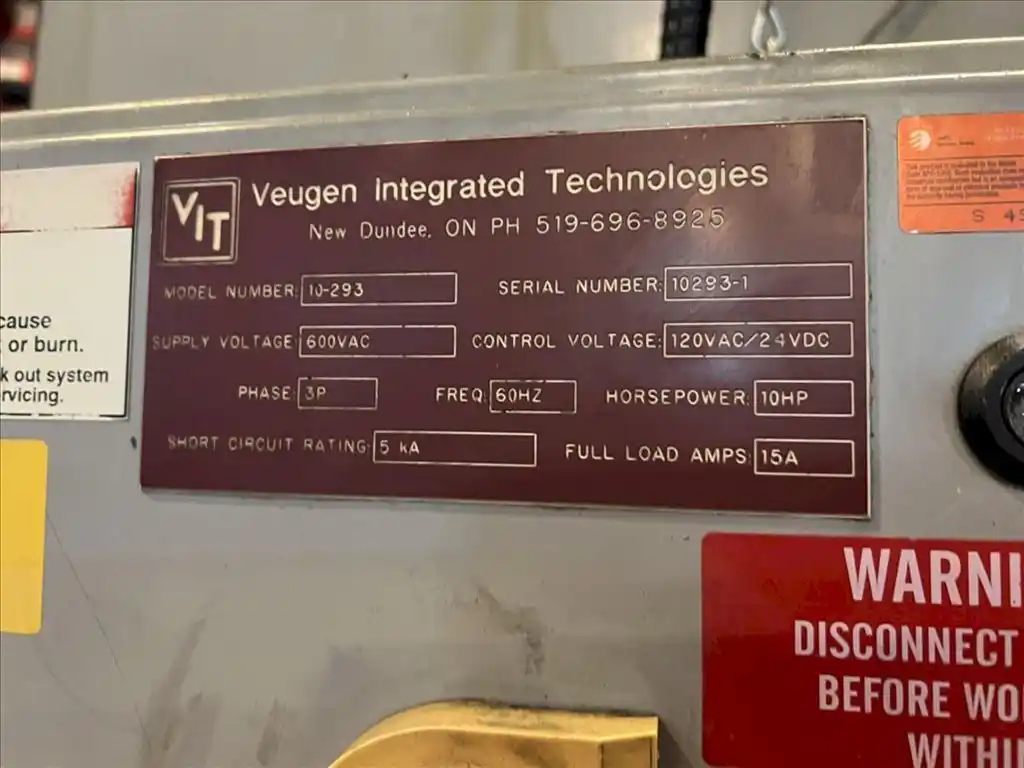 VIT
Veugen Integrated Technologies
New Dundee, ON PH 519-696-8925
MODEL NUMBER: 10-293 SERIAL NUMBER: 10293-1
SUPPLY VOLTAGE: 600VAC CONTROL VOLTAGE: 120VAC/24VDC
PHASE: 3P FREQ: 60HZ HORSEPOWER: 10HP
SHORT CIRCUIT RATING: 5 kA FULL LOAD AMPS: 15A
cause
or burn.
k out system
rvicing.
S 45
WARNI
DISCONNECT
BEFORE WO
WITHI